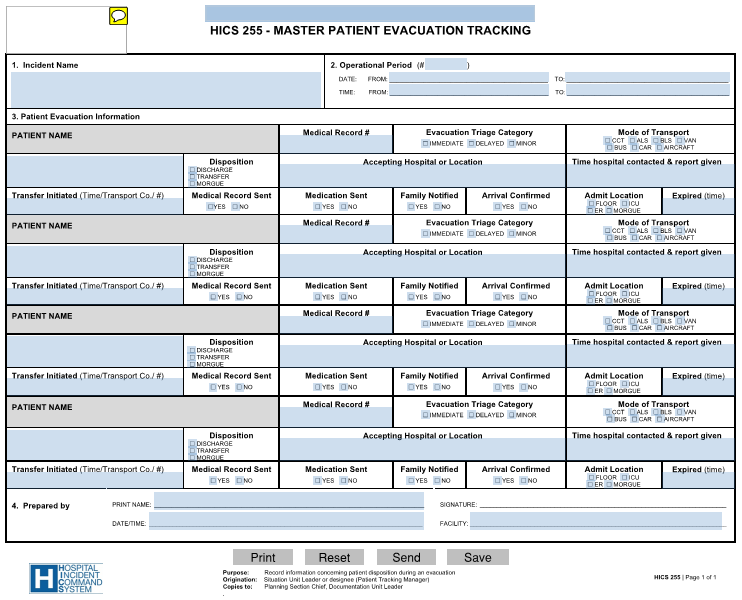 HICS 255 - MASTER PATIENT EVACUATION TRACKING
1. Incident Name
2. Operational Period (# )
DATE: FROM: TO:
TIME: FROM: TO:
3. Patient Evacuation Information
PATIENT NAME
Medical Record #
Evacuation Triage Category
IMMEDIATE DELAYED MINOR
Mode of Transport
CCT ALS BLS VAN
BUS CAR AIRCRAFT
Disposition
DISCHARGE
TRANSFER
MORGUE
Accepting Hospital or Location
Time hospital contacted & report given
Transfer Initiated (Time/Transport Co./ #)
Medical Record Sent
YES NO
Medication Sent
YES NO
Family Notified
YES NO
Arrival Confirmed
YES NO
Admit Location
FLOOR ICU
ER MORGUE
Expired (time)
PATIENT NAME
Medical Record #
Evacuation Triage Category
IMMEDIATE DELAYED MINOR
Mode of Transport
CCT ALS BLS VAN
BUS CAR AIRCRAFT
Disposition
DISCHARGE
TRANSFER
MORGUE
Accepting Hospital or Location
Time hospital contacted & report given
Transfer Initiated (Time/Transport Co./ #)
Medical Record Sent
YES NO
Medication Sent
YES NO
Family Notified
YES NO
Arrival Confirmed
YES NO
Admit Location
FLOOR ICU
ER MORGUE
Expired (time)
PATIENT NAME
Medical Record #
Evacuation Triage Category
IMMEDIATE DELAYED MINOR
Mode of Transport
CCT ALS BLS VAN
BUS CAR AIRCRAFT
Disposition
DISCHARGE
TRANSFER
MORGUE
Accepting Hospital or Location
Time hospital contacted & report given
Transfer Initiated (Time/Transport Co./ #)
Medical Record Sent
YES NO
Medication Sent
YES NO
Family Notified
YES NO
Arrival Confirmed
YES NO
Admit Location
FLOOR ICU
ER MORGUE
Expired (time)
PATIENT NAME
Medical Record #
Evacuation Triage Category
IMMEDIATE DELAYED MINOR
Mode of Transport
CCT ALS BLS VAN
BUS CAR AIRCRAFT
Disposition
DISCHARGE
TRANSFER
MORGUE
Accepting Hospital or Location
Time hospital contacted & report given
Transfer Initiated (Time/Transport Co./ #)
Medical Record Sent
YES NO
Medication Sent
YES NO
Family Notified
YES NO
Arrival Confirmed
YES NO
Admit Location
FLOOR ICU
ER MORGUE
Expired (time)
4. Prepared by
PRINT NAME: SIGNATURE:
DATE/TIME: FACILITY:
Print Reset Send Save
H HOSPITAL
INCIDENT
COMMAND
SYSTEM
Purpose: Record information concerning patient disposition during an evacuation
Origination: Situation Unit Leader or designee (Patient Tracking Manager)
Copies to: Planning Section Chief, Documentation Unit Leader
HICS 255 | Page 1 of 1